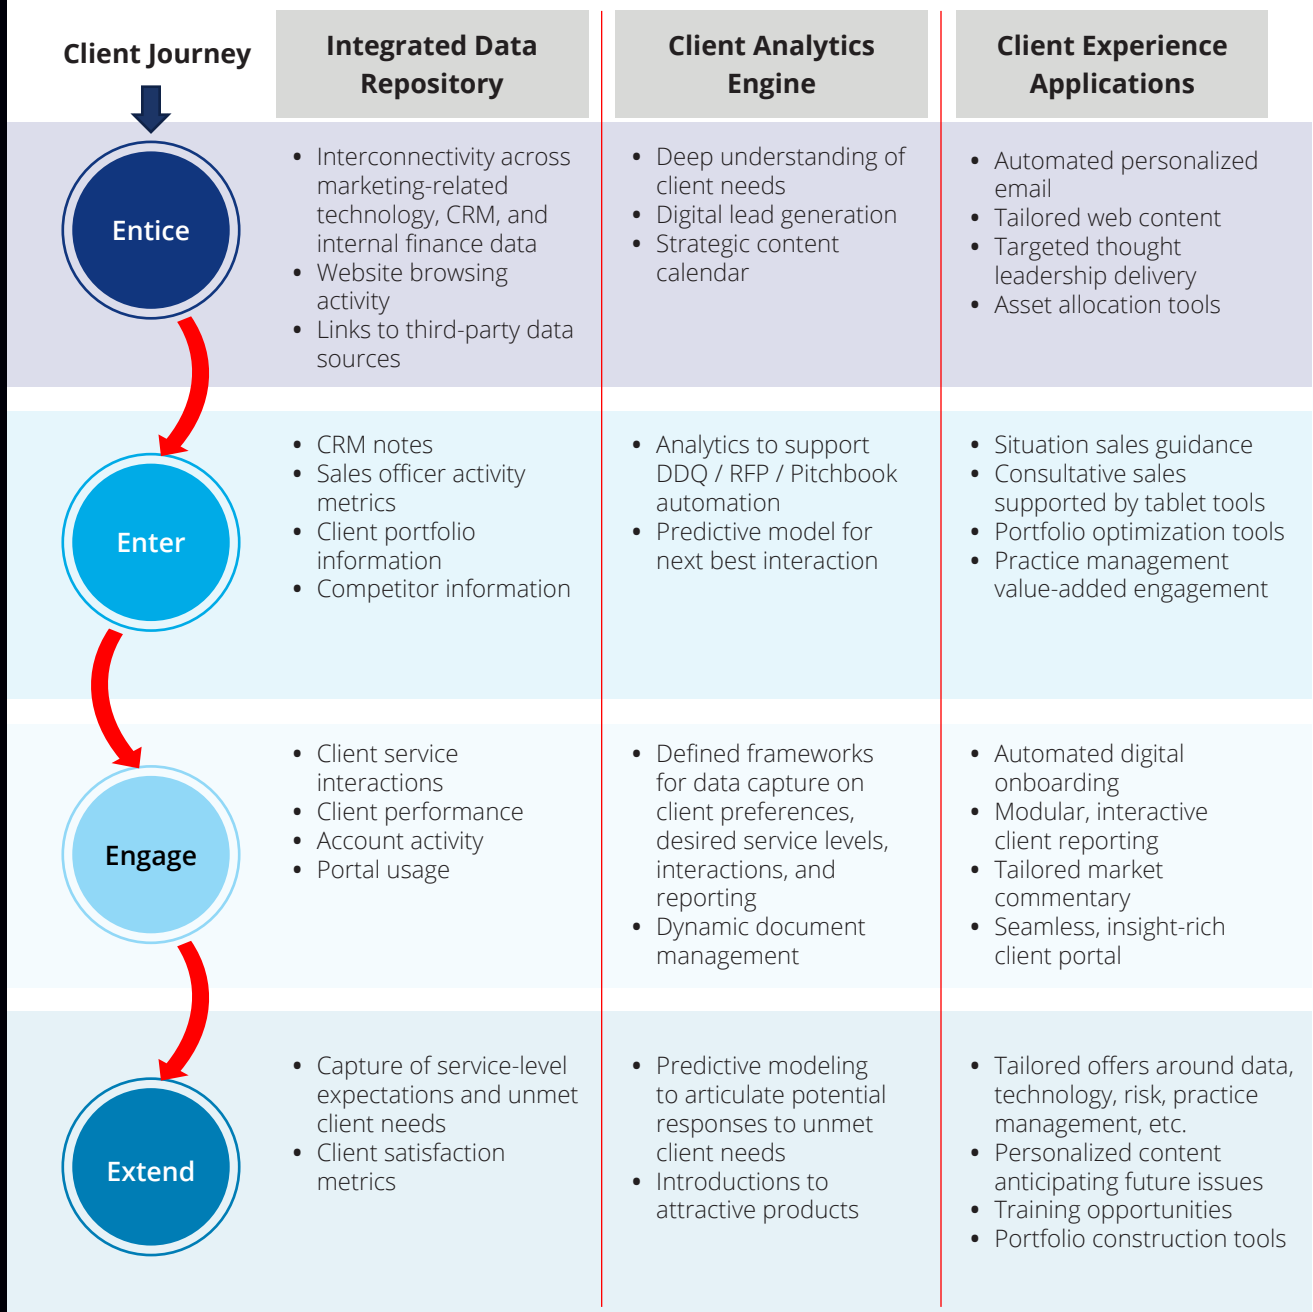 Client Journey
Integrated Data
Repository
Client Analytics
Engine
Client Experience
Applications
Entice
• Interconnectivity across
marketing-related
technology, CRM, and
internal finance data
• Website browsing
activity
• Links to third-party data
sources
• Deep understanding of
client needs
• Digital lead generation
• Strategic content
calendar
• Automated personalized
email
• Tailored web content
• Targeted thought
leadership delivery
• Asset allocation tools
Enter
• CRM notes
• Sales officer activity
metrics
• Client portfolio
information
• Competitor information
• Analytics to support
DDQ / RFP / Pitchbook
automation
• Predictive model for
next best interaction
• Situation sales guidance
• Consultative sales
supported by tablet tools
• Portfolio optimization tools
• Practice management
value-added engagement
Engage
• Client service
interactions
• Client performance
• Account activity
• Portal usage
• Defined frameworks
for data capture on
client preferences,
desired service levels,
interactions, and
reporting
• Dynamic document
management
• Automated digital
onboarding
• Modular, interactive
client reporting
• Tailored market
commentary
• Seamless, insight-rich
client portal
Extend
• Capture of service-level
expectations and unmet
client needs
• Client satisfaction
metrics
• Predictive modeling
to articulate potential
responses to unmet
client needs
• Introductions to
attractive products
• Tailored offers around data,
technology, risk, practice
management, etc.
• Personalized content
anticipating future issues
• Training opportunities
• Portfolio construction tools